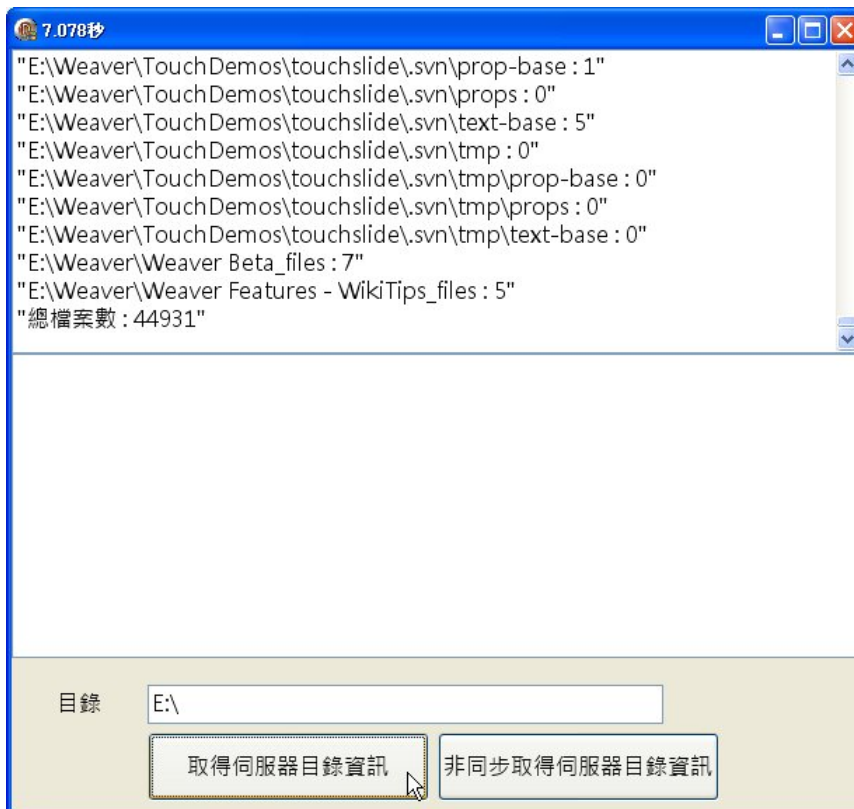 7.078秒
"E:\Weaver\TouchDemos\touchslide\.svn\prop-base : 1"
"E:\Weaver\TouchDemos\touchslide\.svn\props : 0"
"E:\Weaver\TouchDemos\touchslide\.svn\text-base : 5"
"E:\Weaver\TouchDemos\touchslide\.svn\tmp : 0"
"E:\Weaver\TouchDemos\touchslide\.svn\tmp\prop-base : 0"
"E:\Weaver\TouchDemos\touchslide\.svn\tmp\props : 0"
"E:\Weaver\TouchDemos\touchslide\.svn\tmp\text-base : 0"
"E:\Weaver\Weaver Beta_files : 7"
"E:\Weaver\Weaver Features - WikiTips_files : 5"
"總檔案數 : 44931"
目錄 E:\
取得伺服器目錄資訊 非同步取得伺服器目錄資訊